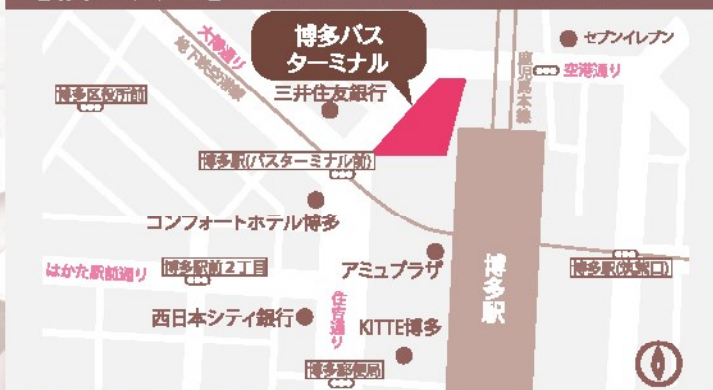 博多バス
ターミナル
セブンイレブン
大博通り
地下鉄空港線
空港通り
鹿児島本線
三井住友銀行
博多区役所前
博多駅(バスターミナル前)
コンフォートホテル博多
アミュプラザ
博多駅
博多駅(筑紫口)
はかた駅前通り
博多駅前2丁目
西日本シティ銀行
住吉通り
KITTE博多
博多郵便局